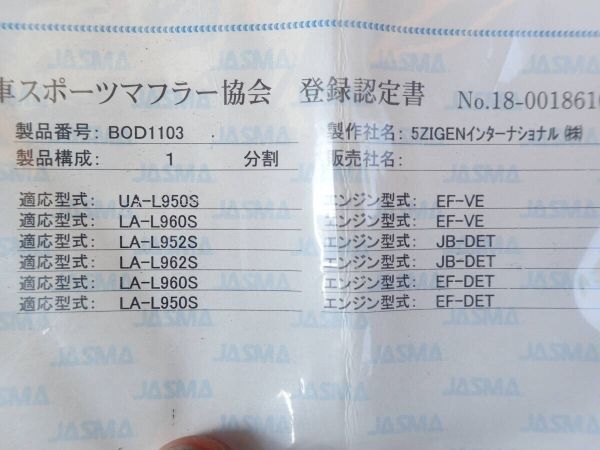 車スポーツマフラー協会 登録認定書 No.18-0018610
製品番号: BOD1103 製作社名: 5ZIGENインターナショナル ㈱
製品構成: 1 分割 販売社名:
適応型式: UA-L950S エンジン型式: EF-VE
適応型式: LA-L960S エンジン型式: EF-VE
適応型式: LA-L952S エンジン型式: JB-DET
適応型式: LA-L962S エンジン型式: JB-DET
適応型式: LA-L960S エンジン型式: EF-DET
適応型式: LA-L950S エンジン型式: EF-DET